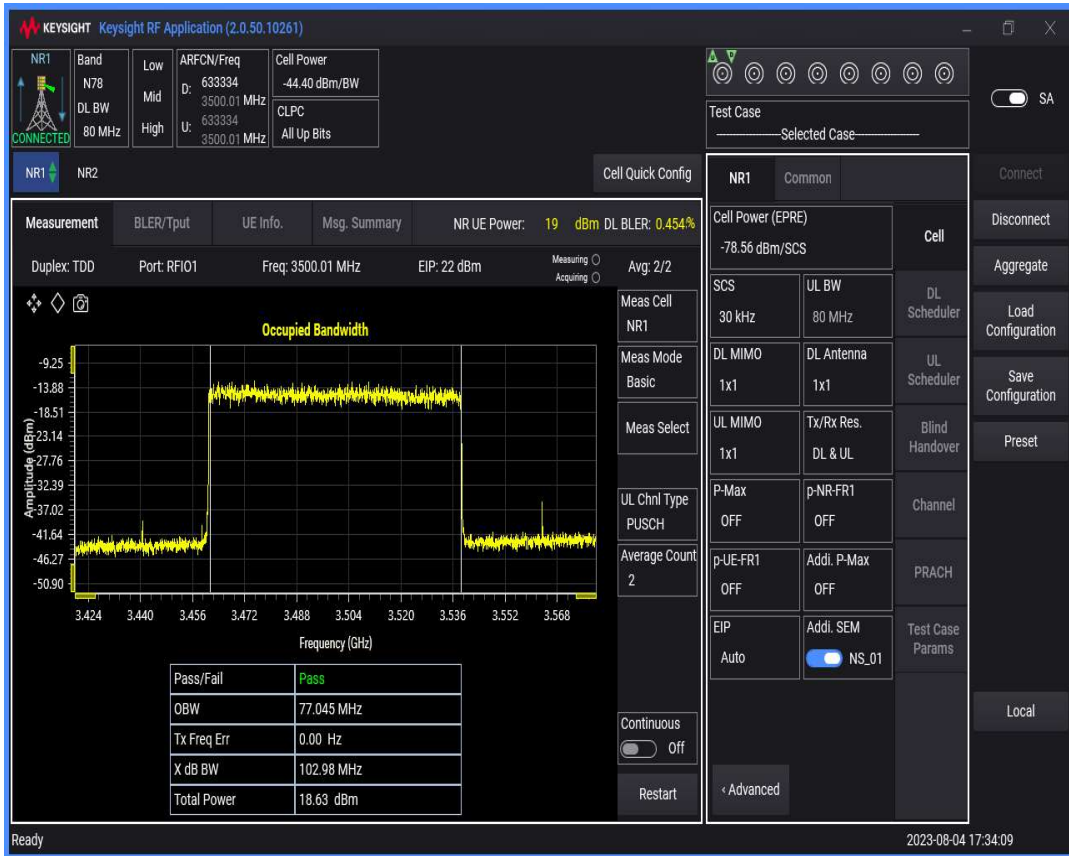 KEYSIGHT Keysight RF Application (2.0.50.10261)
NR1
CONNECTED
Band
N78
DL BW
80 MHz
Low
Mid
High
ARFCN/Freq
D: 633334
3500.01 MHz
U: 633334
3500.01 MHz
Cell Power
-44.40 dBm/BW
CLPC
All Up Bits
Test Case
Selected Case
SA
NR1
NR2
Cell Quick Config
Measurement
BLER/Tput
UE Info.
Msg. Summary
NR UE Power: 19 dBm DL BLER: 0.454%
Duplex: TDD
Port: RFIO1
Freq: 3500.01 MHz
EIP: 22 dBm
Measuring
Acquiring
Avg: 2/2
Occupied Bandwidth
Amplitude (dBm)
-9.25
-13.88
-18.51
-23.14
-27.76
-32.39
-37.02
-41.64
-46.27
-50.90
3.424 3.440 3.456 3.472 3.488 3.504 3.520 3.536 3.552 3.568
Frequency (GHz)
Pass/Fail Pass
OBW 77.045 MHz
Tx Freq Err 0.00 Hz
X dB BW 102.98 MHz
Total Power 18.63 dBm
Meas Cell
NR1
Meas Mode
Basic
Meas Select
UL Chnl Type
PUSCH
Average Count
2
Continuous
Off
Restart
NR1
Common
Cell Power (EPRE)
-78.56 dBm/SCS
SCS
30 kHz
UL BW
80 MHz
DL MIMO
1x1
DL Antenna
1x1
UL MIMO
1x1
Tx/Rx Res.
DL & UL
P-Max
OFF
p-NR-FR1
OFF
p-UE-FR1
OFF
Addi. P-Max
OFF
EIP
Auto
Addi. SEM
NS_01
‹ Advanced
Cell
DL
Scheduler
UL
Scheduler
Blind
Handover
Channel
PRACH
Test Case
Params
Connect
Disconnect
Aggregate
Load
Configuration
Save
Configuration
Preset
Local
Ready
2023-08-04 17:34:09